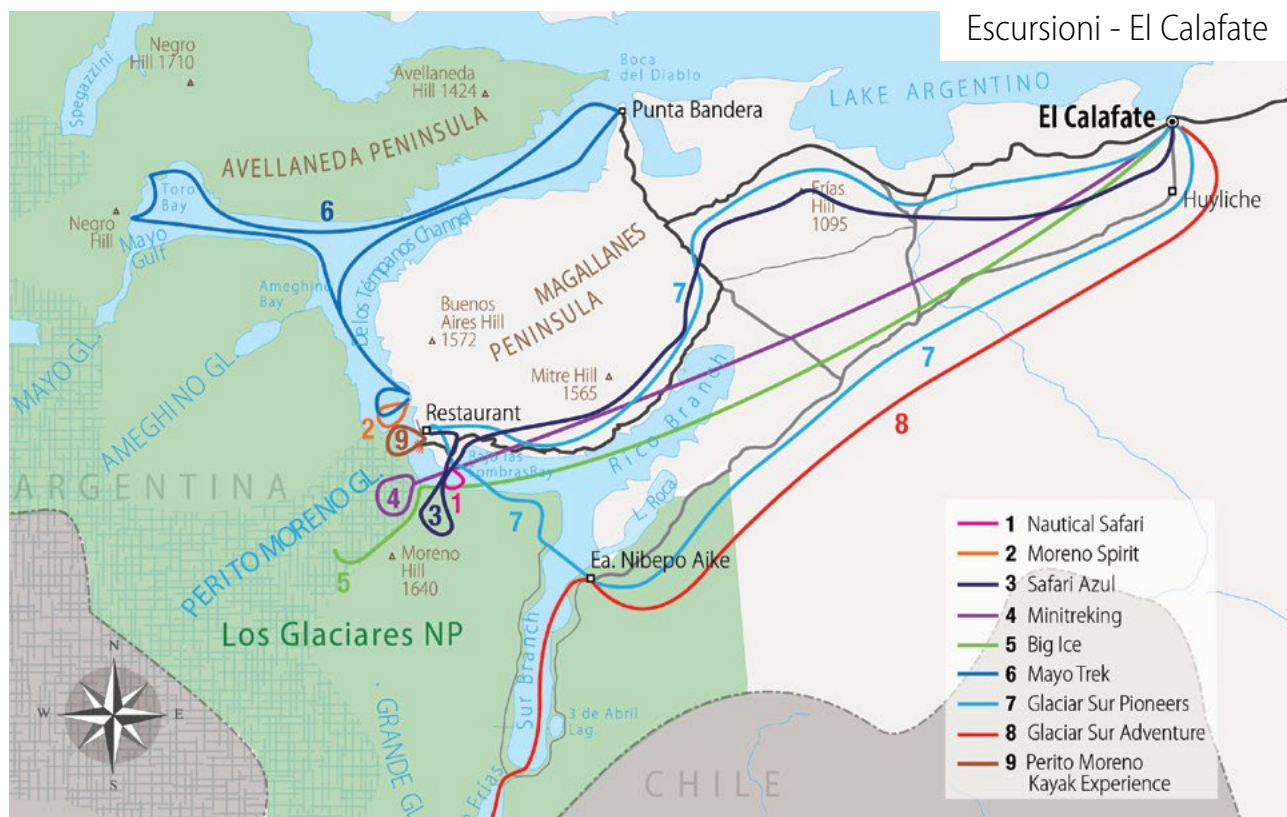 Escursioni - El Calafate
Negro
Hill 1710
Spegazzini
Avellaneda
Hill 1424
Boca
del Diablo
LAKE ARGENTINO
Punta Bandera
El Calafate
AVELLANEDA PENINSULA
Toro
Bay
6
Frías
Hill
1095
Huyliche
Negro
Hill
Mayo
Gulf
De los Témpanos Channel
MAGALLANES
PENINSULA
Ameghino
Bay
7
Buenos
Aires Hill
1572
MAYO GL.
AMEGHINO GL.
Mitre Hill
1565
7
Rico Branch
8
Restaurant
2
9
Bajo las
Sombras Bay
ARGENTINA
PERITO MORENO GL.
4
1
3
7
L. Roca
5
Moreno
Hill
1640
Ea. Nibepo Aike
Los Glaciares NP
Sur Branch
N
W
E
S
GRANDE GL
3 de Abril
Lag.
Frías
CHILE
1 Nautical Safari
2 Moreno Spirit
3 Safari Azul
4 Minitreking
5 Big Ice
6 Mayo Trek
7 Glaciar Sur Pioneers
8 Glaciar Sur Adventure
9 Perito Moreno
Kayak Experience